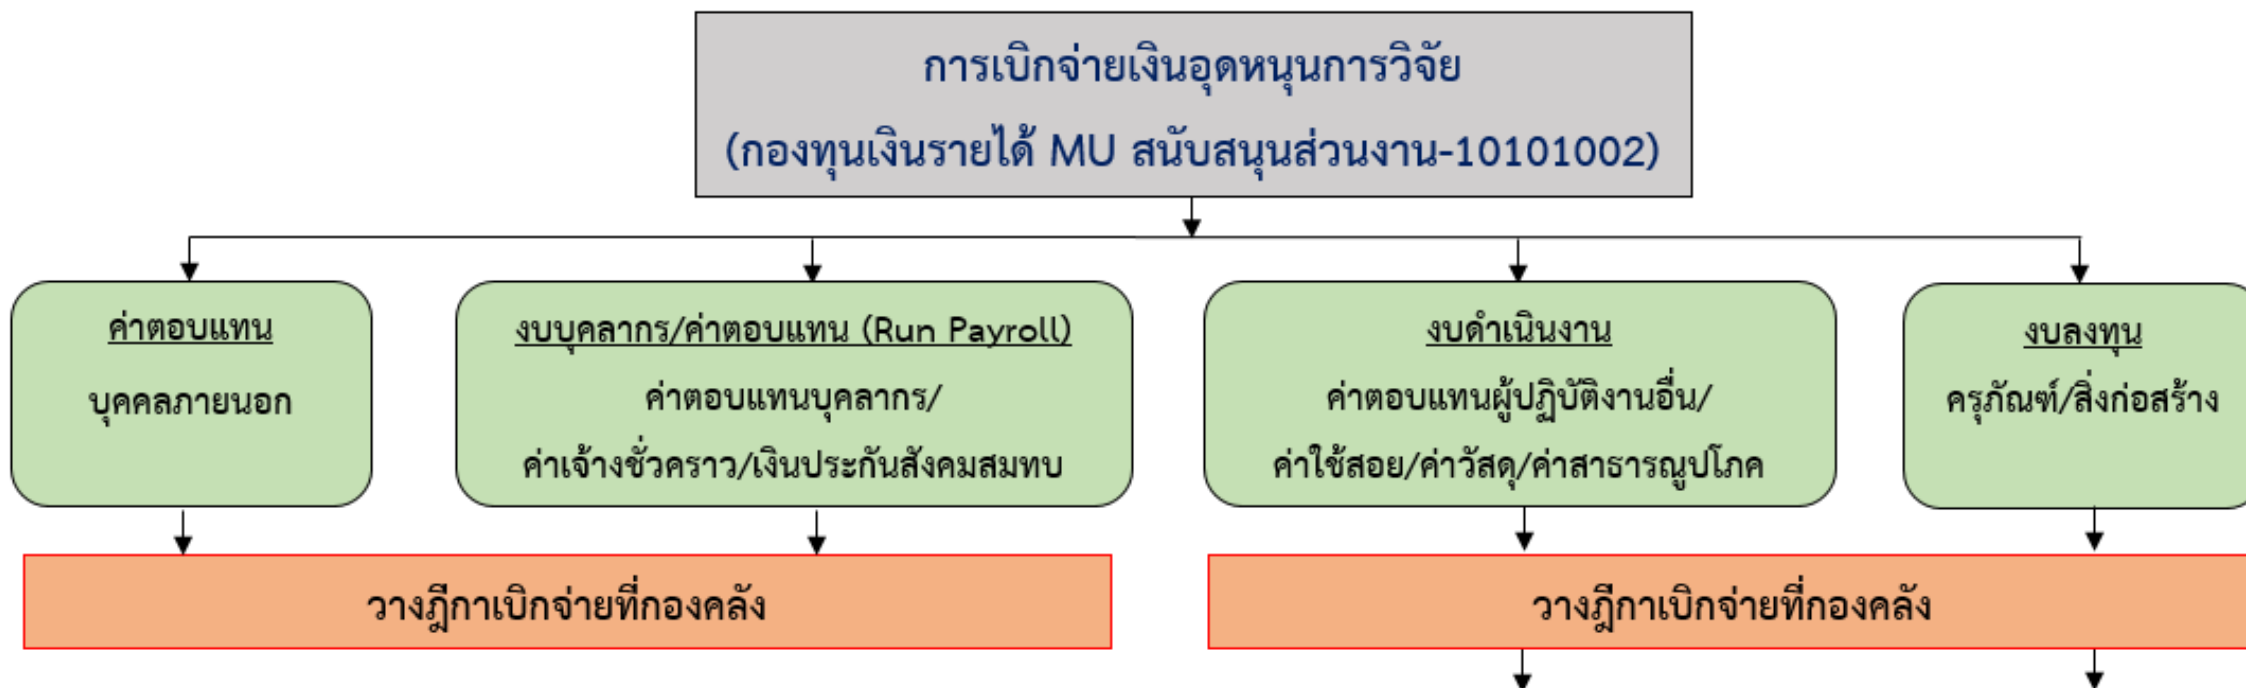 การเบิกจ่ายเงินอุดหนุนการวิจัย
(กองทุนเงินรายได้ MU สนับสนุนส่วนงาน-10101002)
ค่าตอบแทน
บุคคลภายนอก
งบบุคลากร/ค่าตอบแทน (Run Payroll)
ค่าตอบแทนบุคลากร/
ค่าเจ้างชั่วคราว/เงินประกันสังคมสมทบ
งบดำเนินงาน
ค่าตอบแทนผู้ปฏิบัติงานอื่น/
ค่าใช้สอย/ค่าวัสดุ/ค่าสาธารณูปโภค
งบลงทุน
ครุภัณฑ์/สิ่งก่อสร้าง
วางฎีกาเบิกจ่ายที่กองคลัง
วางฎีกาเบิกจ่ายที่กองคลัง